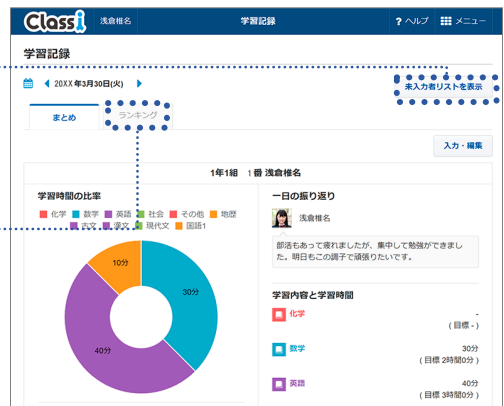 Classi 浅倉椎名 学習記録 ? ヘルプ メニュー
学習記録
20XX 年3月30日(火)
未入力者リストを表示
まとめ ランキング
入力・編集
1年1組 1番 浅倉椎名
学習時間の比率
化学 数学 英語 社会 その他 地歴
古文 漢文 現代文 国語1
10分
30分
40分
一日の振り返り
浅倉椎名
部活もあって疲れましたが、集中して勉強ができまし
た。明日もこの調子で頑張りたいです。
学習内容と学習時間
化学 -
( 目標 - )
数学 30分
( 目標 2時間0分 )
英語 40分
( 目標 3時間0分 )